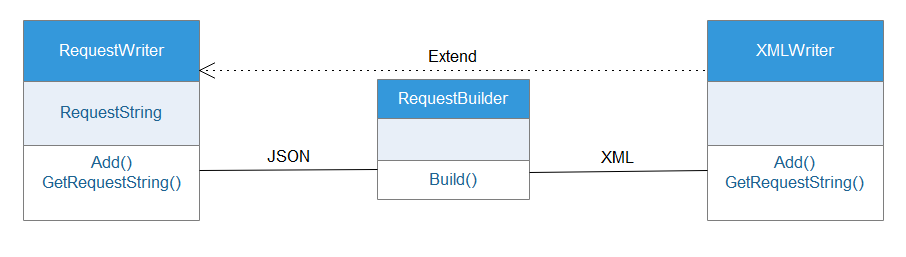 RequestWriter
RequestString
Add()
GetRequestString()
Extend
JSON
RequestBuilder
Build()
XML
XMLWriter
Add()
GetRequestString()